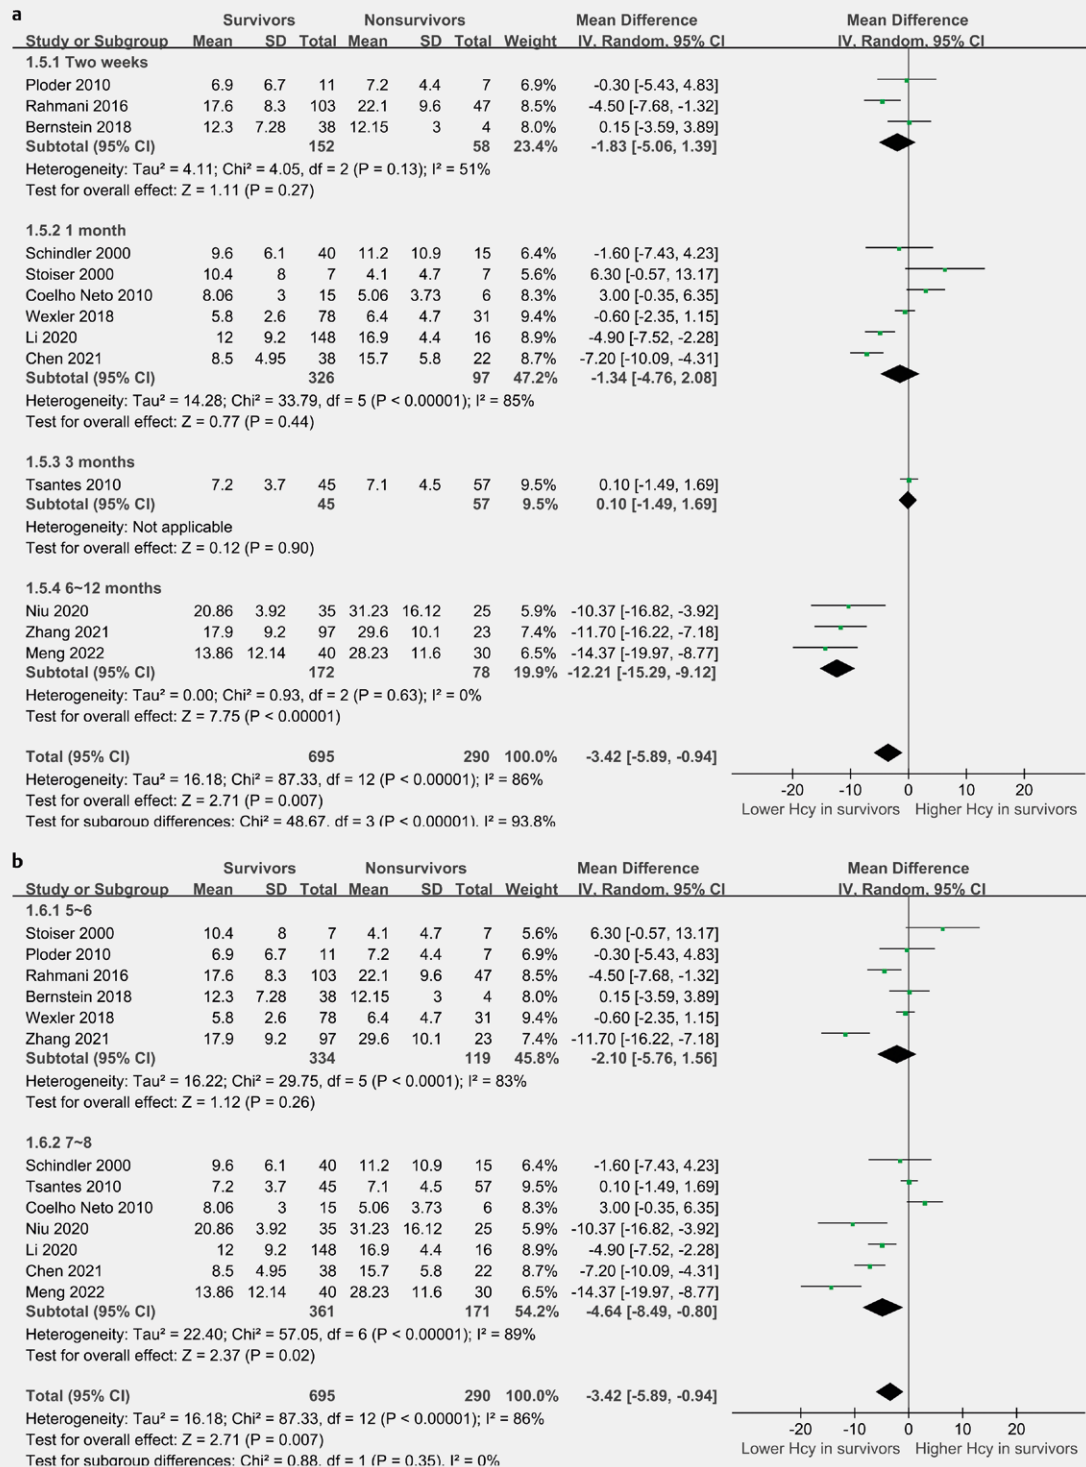 a
Survivors Nonsurvivors Mean Difference Mean Difference
Study or Subgroup Mean SD Total Mean SD Total Weight IV, Random, 95% CI IV, Random, 95% CI
1.5.1 Two weeks
Ploder 2010 6.9 6.7 11 7.2 4.4 7 6.9% -0.30 [-5.43, 4.83]
Rahmani 2016 17.6 8.3 103 22.1 9.6 47 8.5% -4.50 [-7.68, -1.32]
Bernstein 2018 12.3 7.28 38 12.15 3 4 8.0% 0.15 [-3.59, 3.89]
Subtotal (95% CI) 152 58 23.4% -1.83 [-5.06, 1.39]
Heterogeneity: Tau² = 4.11; Chi² = 4.05, df = 2 (P = 0.13); I² = 51%
Test for overall effect: Z = 1.11 (P = 0.27)
1.5.2 1 month
Schindler 2000 9.6 6.1 40 11.2 10.9 15 6.4% -1.60 [-7.43, 4.23]
Stoiser 2000 10.4 8 7 4.1 4.7 7 5.6% 6.30 [-0.57, 13.17]
Coelho Neto 2010 8.06 3 15 5.06 3.73 6 8.3% 3.00 [-0.35, 6.35]
Wexler 2018 5.8 2.6 78 6.4 4.7 31 9.4% -0.60 [-2.35, 1.15]
Li 2020 12 9.2 148 16.9 4.4 16 8.9% -4.90 [-7.52, -2.28]
Chen 2021 8.5 4.95 38 15.7 5.8 22 8.7% -7.20 [-10.09, -4.31]
Subtotal (95% CI) 326 97 47.2% -1.34 [-4.76, 2.08]
Heterogeneity: Tau² = 14.28; Chi² = 33.79, df = 5 (P < 0.00001); I² = 85%
Test for overall effect: Z = 0.77 (P = 0.44)
1.5.3 3 months
Tsantes 2010 7.2 3.7 45 7.1 4.5 57 9.5% 0.10 [-1.49, 1.69]
Subtotal (95% CI) 45 57 9.5% 0.10 [-1.49, 1.69]
Heterogeneity: Not applicable
Test for overall effect: Z = 0.12 (P = 0.90)
1.5.4 6~12 months
Niu 2020 20.86 3.92 35 31.23 16.12 25 5.9% -10.37 [-16.82, -3.92]
Zhang 2021 17.9 9.2 97 29.6 10.1 23 7.4% -11.70 [-16.22, -7.18]
Meng 2022 13.86 12.14 40 28.23 11.6 30 6.5% -14.37 [-19.97, -8.77]
Subtotal (95% CI) 172 78 19.9% -12.21 [-15.29, -9.12]
Heterogeneity: Tau² = 0.00; Chi² = 0.93, df = 2 (P = 0.63); I² = 0%
Test for overall effect: Z = 7.75 (P < 0.00001)
Total (95% CI) 695 290 100.0% -3.42 [-5.89, -0.94]
Heterogeneity: Tau² = 16.18; Chi² = 87.33, df = 12 (P < 0.00001); I² = 86%
Test for overall effect: Z = 2.71 (P = 0.007)
Test for subgroup differences: Chi² = 48.67, df = 3 (P < 0.00001), I² = 93.8%
-20 -10 0 10 20
Lower Hcy in survivors Higher Hcy in survivors
b
Survivors Nonsurvivors Mean Difference Mean Difference
Study or Subgroup Mean SD Total Mean SD Total Weight IV, Random, 95% CI IV, Random, 95% CI
1.6.1 5~6
Stoiser 2000 10.4 8 7 4.1 4.7 7 5.6% 6.30 [-0.57, 13.17]
Ploder 2010 6.9 6.7 11 7.2 4.4 7 6.9% -0.30 [-5.43, 4.83]
Rahmani 2016 17.6 8.3 103 22.1 9.6 47 8.5% -4.50 [-7.68, -1.32]
Bernstein 2018 12.3 7.28 38 12.15 3 4 8.0% 0.15 [-3.59, 3.89]
Wexler 2018 5.8 2.6 78 6.4 4.7 31 9.4% -0.60 [-2.35, 1.15]
Zhang 2021 17.9 9.2 97 29.6 10.1 23 7.4% -11.70 [-16.22, -7.18]
Subtotal (95% CI) 334 119 45.8% -2.10 [-5.76, 1.56]
Heterogeneity: Tau² = 16.22; Chi² = 29.75, df = 5 (P < 0.0001); I² = 83%
Test for overall effect: Z = 1.12 (P = 0.26)
1.6.2 7~8
Schindler 2000 9.6 6.1 40 11.2 10.9 15 6.4% -1.60 [-7.43, 4.23]
Tsantes 2010 7.2 3.7 45 7.1 4.5 57 9.5% 0.10 [-1.49, 1.69]
Coelho Neto 2010 8.06 3 15 5.06 3.73 6 8.3% 3.00 [-0.35, 6.35]
Niu 2020 20.86 3.92 35 31.23 16.12 25 5.9% -10.37 [-16.82, -3.92]
Li 2020 12 9.2 148 16.9 4.4 16 8.9% -4.90 [-7.52, -2.28]
Chen 2021 8.5 4.95 38 15.7 5.8 22 8.7% -7.20 [-10.09, -4.31]
Meng 2022 13.86 12.14 40 28.23 11.6 30 6.5% -14.37 [-19.97, -8.77]
Subtotal (95% CI) 361 171 54.2% -4.64 [-8.49, -0.80]
Heterogeneity: Tau² = 22.40; Chi² = 57.05, df = 6 (P < 0.00001); I² = 89%
Test for overall effect: Z = 2.37 (P = 0.02)
Total (95% CI) 695 290 100.0% -3.42 [-5.89, -0.94]
Heterogeneity: Tau² = 16.18; Chi² = 87.33, df = 12 (P < 0.00001); I² = 86%
Test for overall effect: Z = 2.71 (P = 0.007)
Test for subgroup differences: Chi² = 0.88, df = 1 (P = 0.35), I² = 0%
-20 -10 0 10 20
Lower Hcy in survivors Higher Hcy in survivors